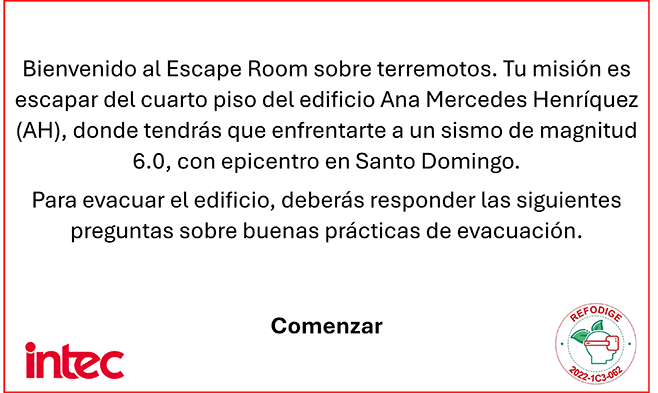 Bienvenido al Escape Room sobre terremotos. Tu misión es
escapar del cuarto piso del edificio Ana Mercedes Henríquez
(AH), donde tendrás que enfrentarte a un sismo de magnitud
6.0, con epicentro en Santo Domingo.
Para evacuar el edificio, deberás responder las siguientes
preguntas sobre buenas prácticas de evacuación.
Comenzar
intec
REFODIGE
2022-1C3-062